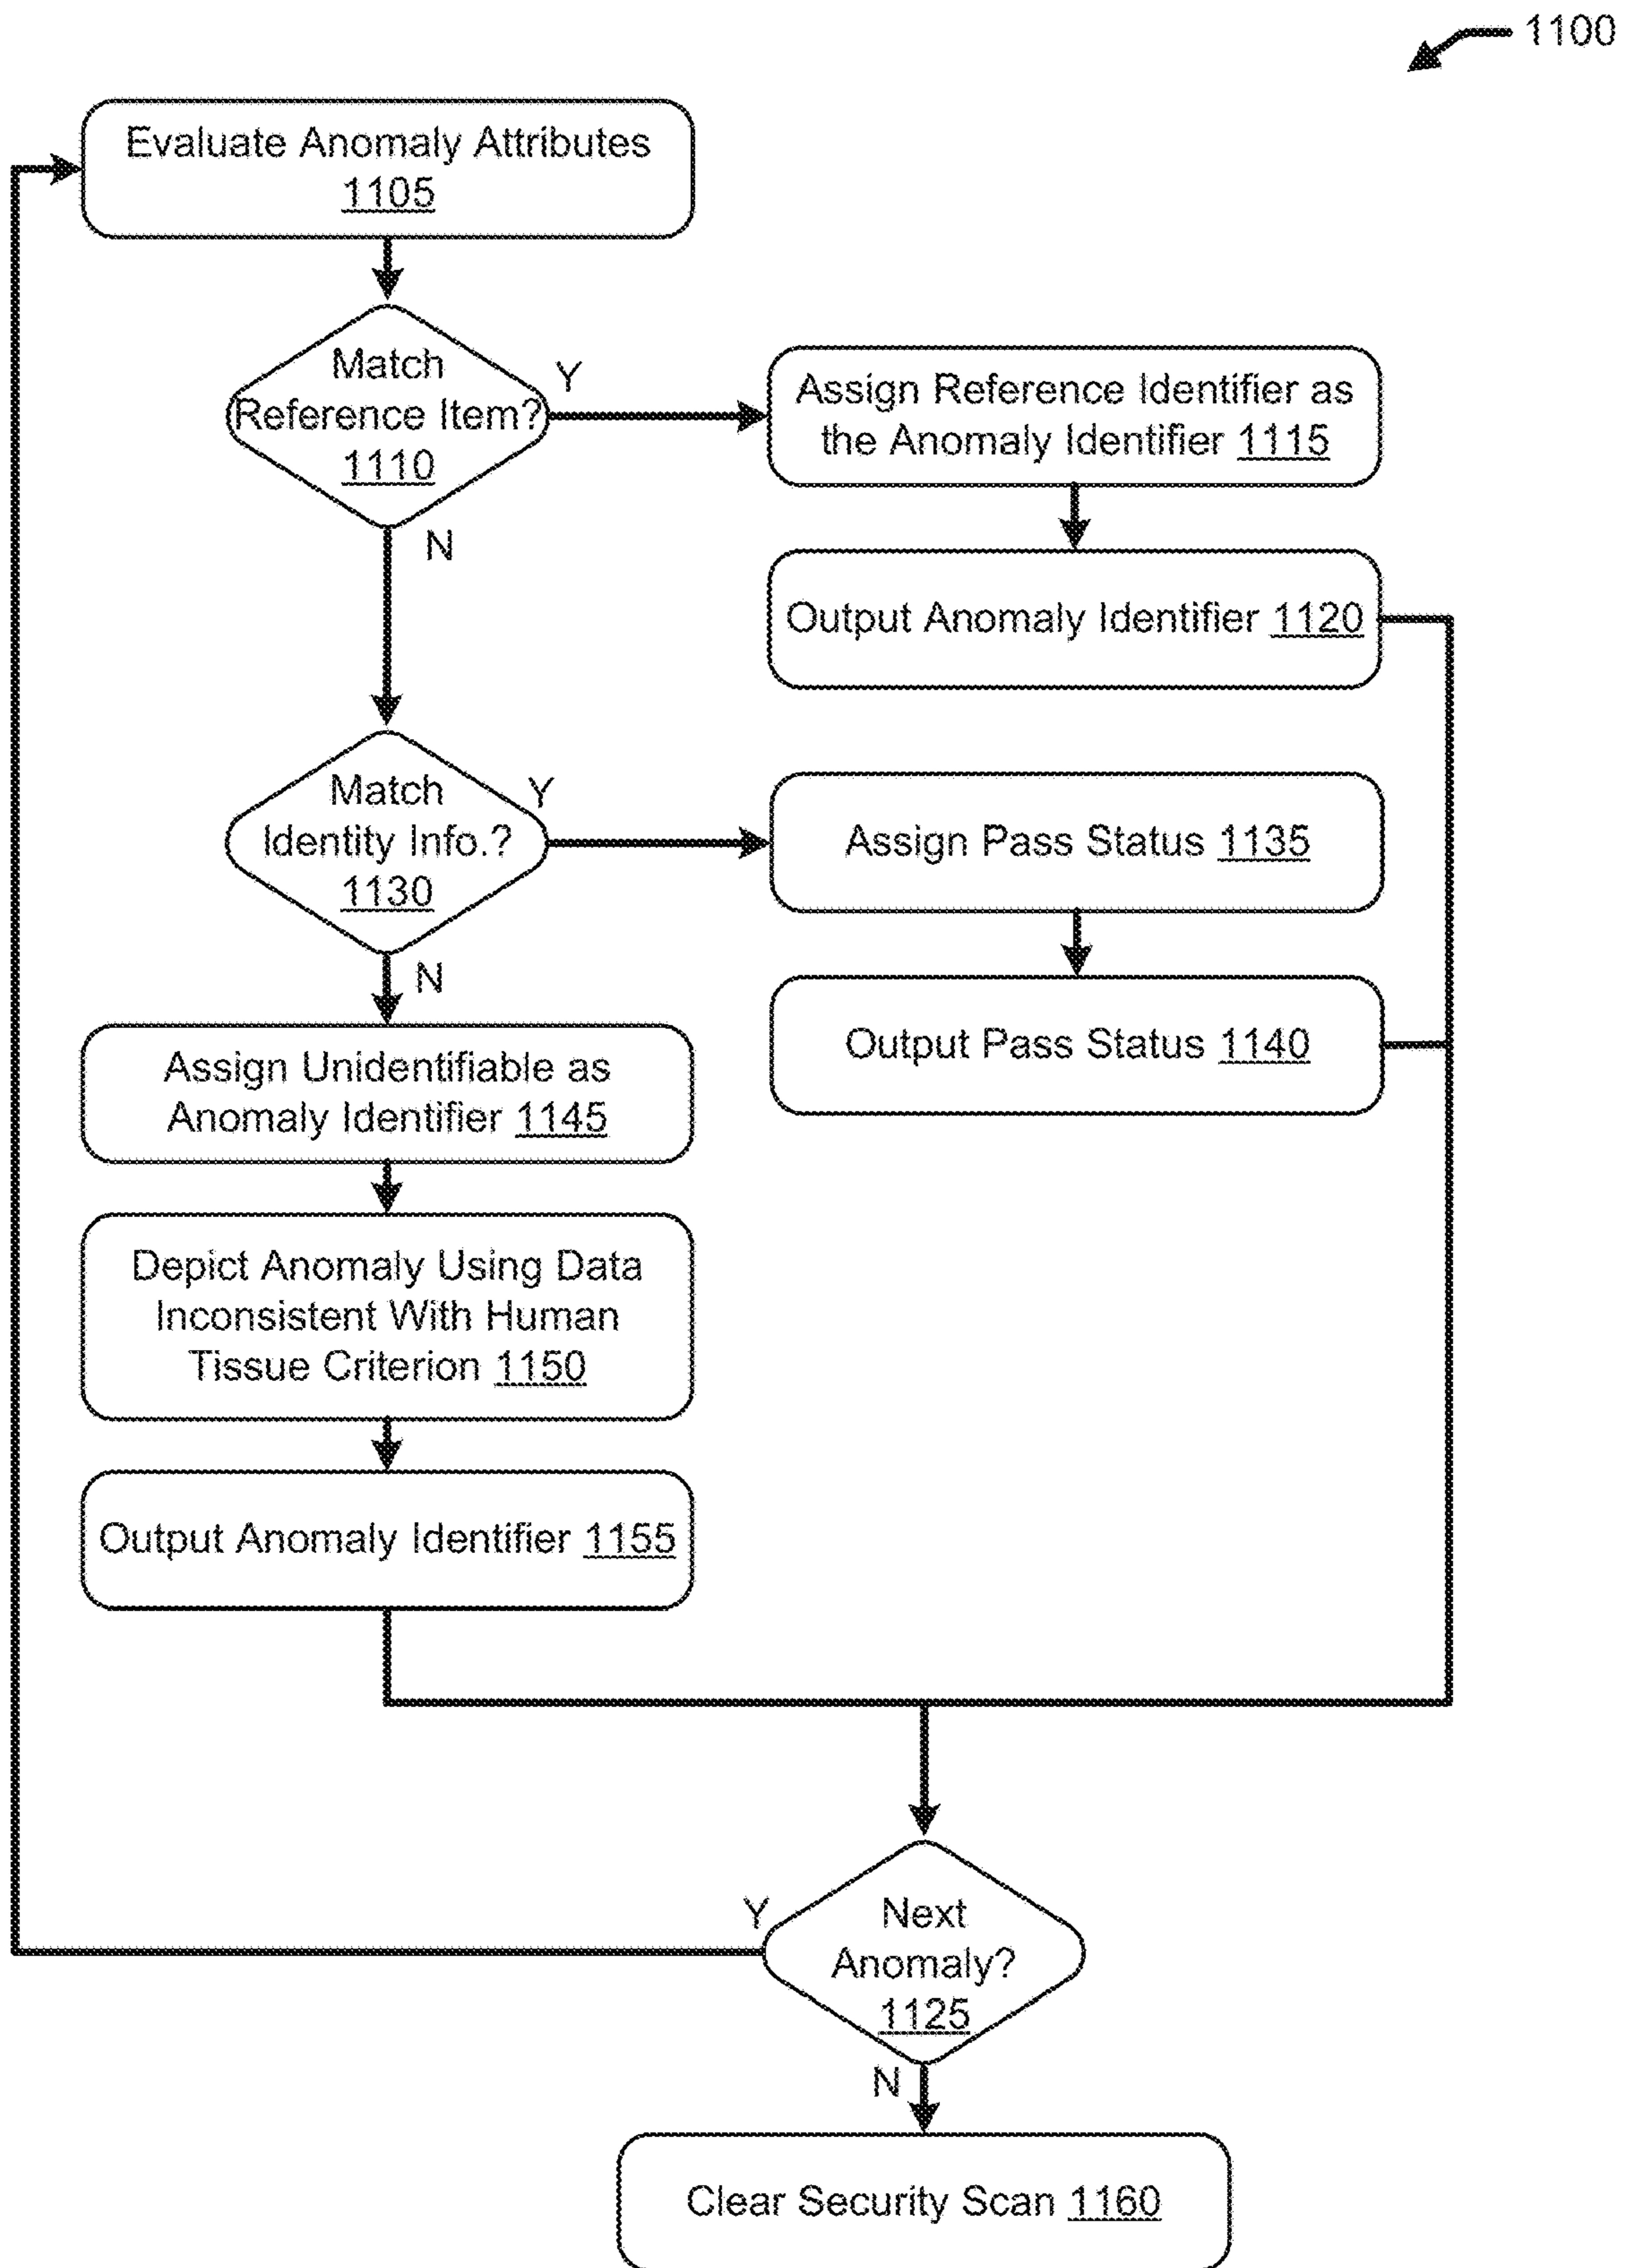 1100
Evaluate Anomaly Attributes
1105
Match
Reference Item?
1110
Y
N
Assign Reference Identifier as
the Anomaly Identifier 1115
Output Anomaly Identifier 1120
Match
Identity Info.?
1130
Y
N
Assign Pass Status 1135
Output Pass Status 1140
Assign Unidentifiable as
Anomaly Identifier 1145
Depict Anomaly Using Data
Inconsistent With Human
Tissue Criterion 1150
Output Anomaly Identifier 1155
Y
Next
Anomaly?
1125
N
Clear Security Scan 1160